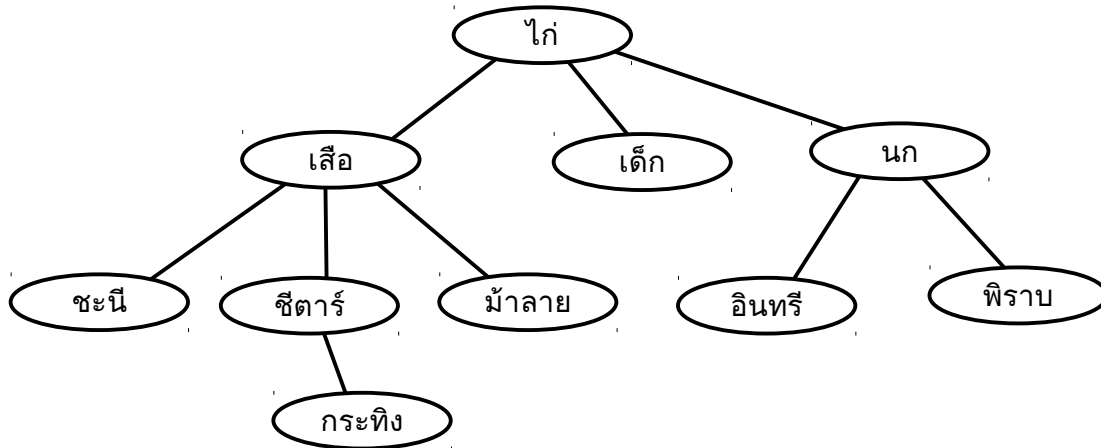 ไก่
เสือ
เด็ก
นก
ชะนี
ชีตาร์
ม้าลาย
อินทรี
พิราบ
กระทิง